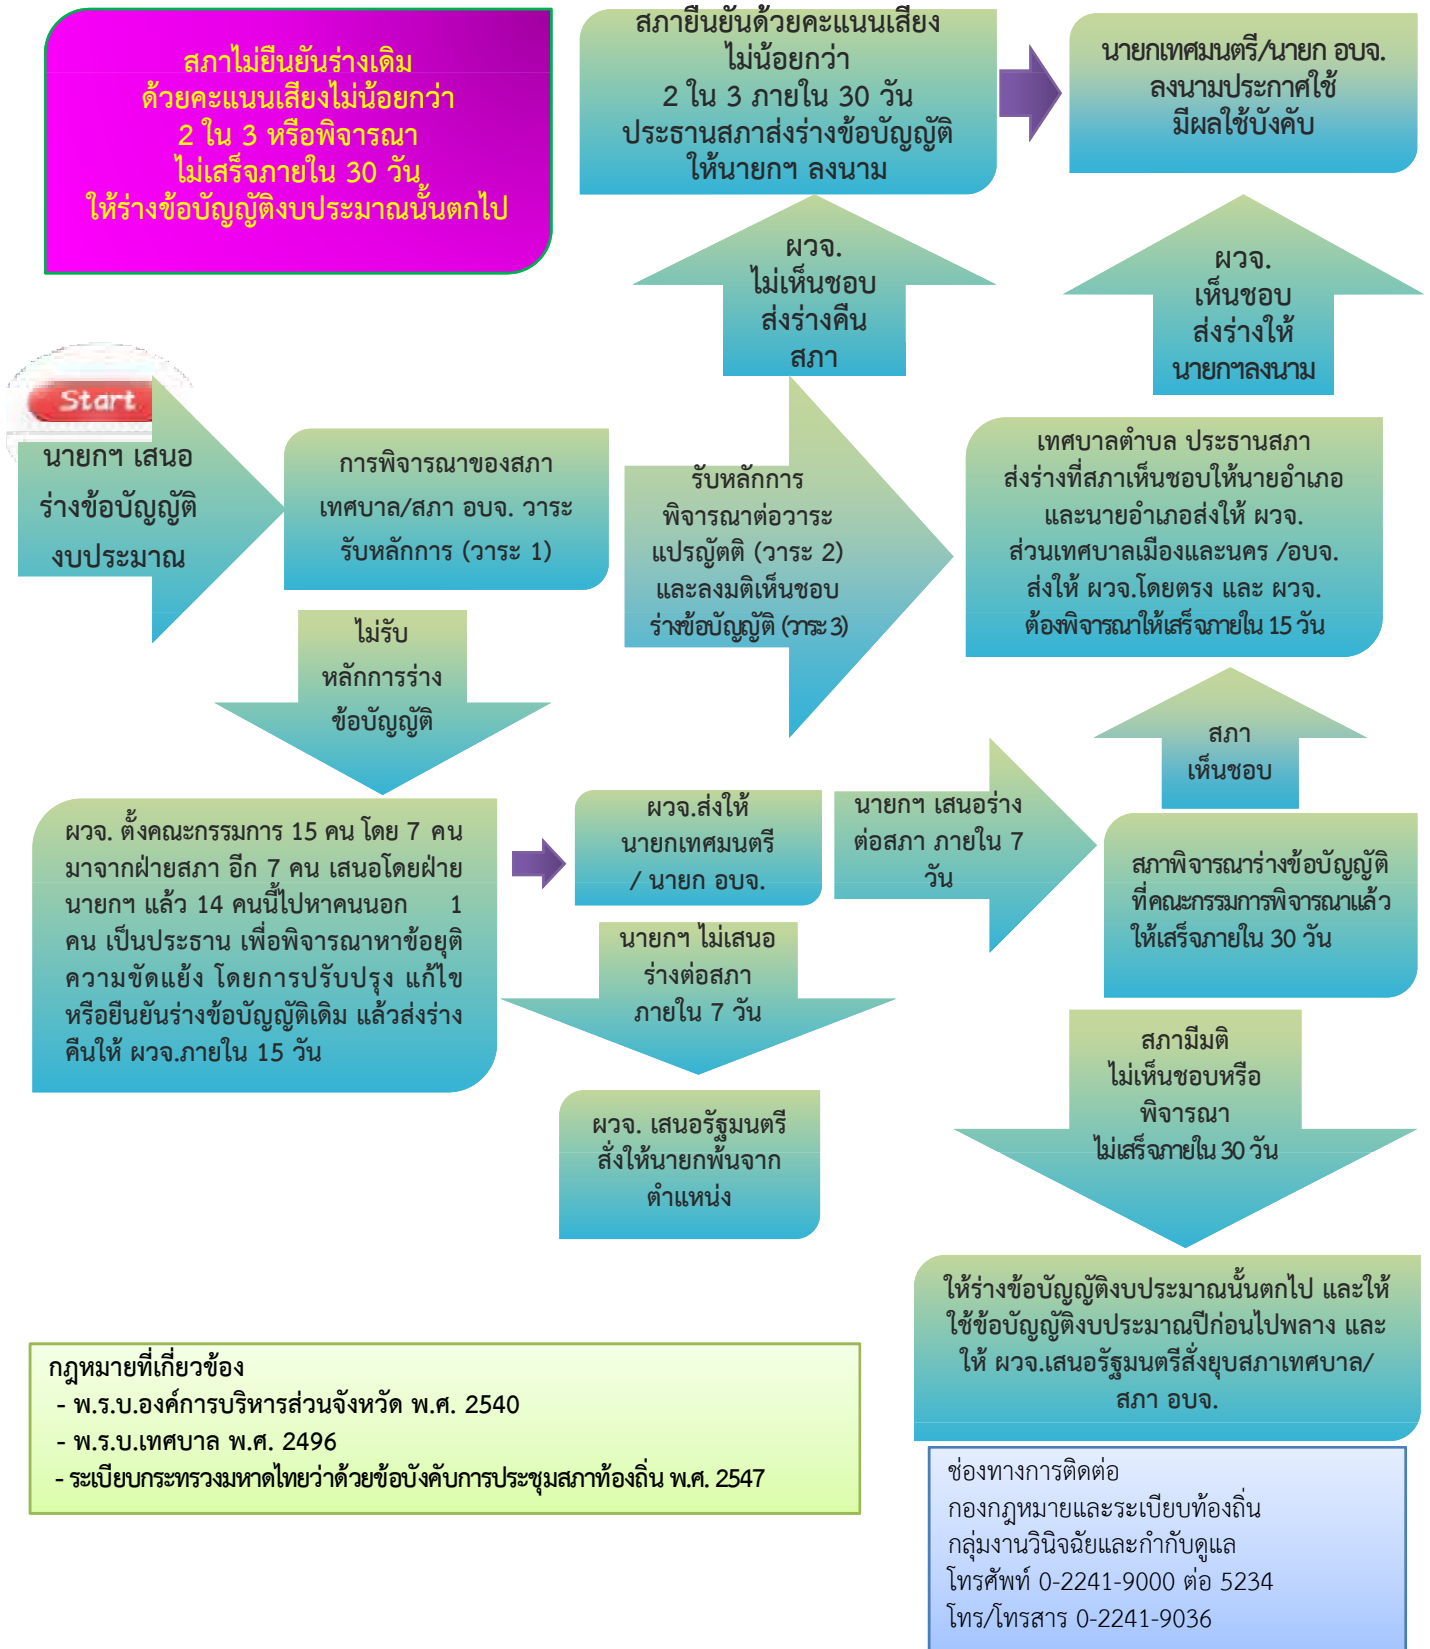 สภาไม่ยืนยันร่างเดิม
ด้วยคะแนนเสียงไม่น้อยกว่า
2 ใน 3 หรือพิจารณา
ไม่เสร็จภายใน 30 วัน
ให้ร่างข้อบัญญัติงบประมาณนั้นตกไป
สภายืนยันด้วยคะแนนเสียง
ไม่น้อยกว่า
2 ใน 3 ภายใน 30 วัน
ประธานสภาส่งร่างข้อบัญญัติ
ให้นายกฯ ลงนาม
นายกเทศมนตรี/นายก อบจ.
ลงนามประกาศใช้
มีผลใช้บังคับ
ผวจ.
ไม่เห็นชอบ
ส่งร่างคืน
สภา
ผวจ.
เห็นชอบ
ส่งร่างให้
นายกฯลงนาม
Start
นายกฯ เสนอ
ร่างข้อบัญญัติ
งบประมาณ
การพิจารณาของสภา
เทศบาล/สภา อบจ. วาระ
รับหลักการ (วาระ 1)
รับหลักการ
พิจารณาต่อวาระ
แปรญัตติ (วาระ 2)
และลงมติเห็นชอบ
ร่างข้อบัญญัติ (วาระ 3)
เทศบาลตำบล ประธานสภา
ส่งร่างที่สภาเห็นชอบให้นายอำเภอ
และนายอำเภอส่งให้ ผวจ.
ส่วนเทศบาลเมืองและนคร /อบจ.
ส่งให้ ผวจ.โดยตรง และ ผวจ.
ต้องพิจารณาให้เสร็จภายใน 15 วัน
ไม่รับ
หลักการร่าง
ข้อบัญญัติ
สภา
เห็นชอบ
ผวจ. ตั้งคณะกรรมการ 15 คน โดย 7 คน
มาจากฝ่ายสภา อีก 7 คน เสนอโดยฝ่าย
นายกฯ แล้ว 14 คนนี้ไปหาคนนอก 1
คน เป็นประธาน เพื่อพิจารณาหาข้อยุติ
ความขัดแย้ง โดยการปรับปรุง แก้ไข
หรือยืนยันร่างข้อบัญญัติเดิม แล้วส่งร่าง
คืนให้ ผวจ.ภายใน 15 วัน
ผวจ.ส่งให้
นายกเทศมนตรี
/ นายก อบจ.
นายกฯ เสนอร่าง
ต่อสภา ภายใน 7
วัน
สภาพิจารณาร่างข้อบัญญัติ
ที่คณะกรรมการพิจารณาแล้ว
ให้เสร็จภายใน 30 วัน
นายกฯ ไม่เสนอ
ร่างต่อสภา
ภายใน 7 วัน
สภามีมติ
ไม่เห็นชอบหรือ
พิจารณา
ไม่เสร็จภายใน 30 วัน
ผวจ. เสนอรัฐมนตรี
สั่งให้นายกพ้นจาก
ตำแหน่ง
ให้ร่างข้อบัญญัติงบประมาณนั้นตกไป และให้
ใช้ข้อบัญญัติงบประมาณปีก่อนไปพลาง และ
ให้ ผวจ.เสนอรัฐมนตรีสั่งยุบสภาเทศบาล/
สภา อบจ.
กฎหมายที่เกี่ยวข้อง
- พ.ร.บ.องค์การบริหารส่วนจังหวัด พ.ศ. 2540
- พ.ร.บ.เทศบาล พ.ศ. 2496
- ระเบียบกระทรวงมหาดไทยว่าด้วยข้อบังคับการประชุมสภาท้องถิ่น พ.ศ. 2547
ช่องทางการติดต่อ
กองกฎหมายและระเบียบท้องถิ่น
กลุ่มงานวินิจฉัยและกำกับดูแล
โทรศัพท์ 0-2241-9000 ต่อ 5234
โทร/โทรสาร 0-2241-9036